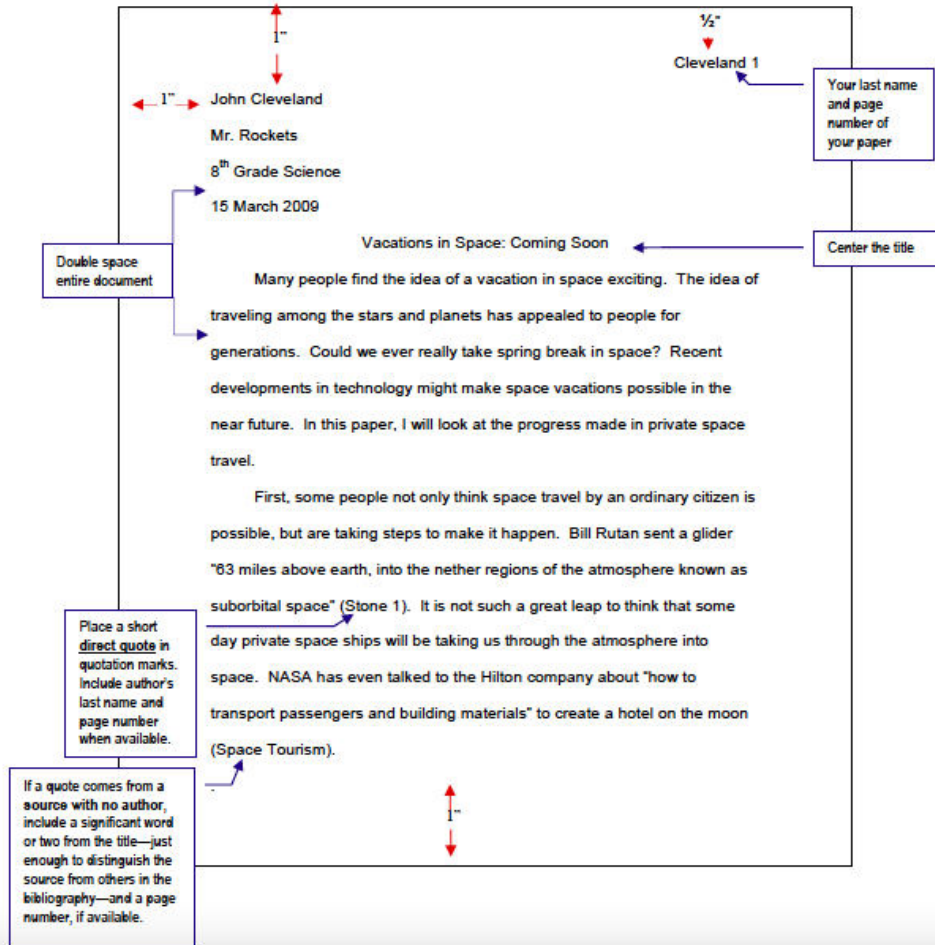 ½"
1"
Cleveland 1
Your last name
and page
number of
your paper
1"
John Cleveland
Mr. Rockets
8th Grade Science
15 March 2009
Double space
entire document
Vacations in Space: Coming Soon
Center the title
Many people find the idea of a vacation in space exciting.  The idea of
traveling among the stars and planets has appealed to people for
generations.  Could we ever really take spring break in space?  Recent
developments in technology might make space vacations possible in the
near future.  In this paper, I will look at the progress made in private space
travel.
First, some people not only think space travel by an ordinary citizen is
possible, but are taking steps to make it happen.  Bill Rutan sent a glider
"63 miles above earth, into the nether regions of the atmosphere known as
suborbital space" (Stone 1).  It is not such a great leap to think that some
day private space ships will be taking us through the atmosphere into
space.  NASA has even talked to the Hilton company about "how to
transport passengers and building materials" to create a hotel on the moon
(Space Tourism).
.
Place a short
direct quote in
quotation marks.
Include author's
last name and
page number
when available.
If a quote comes from a
source with no author,
include a significant word
or two from the title—just
enough to distinguish the
source from others in the
bibliography—and a page
number, if available.
1"